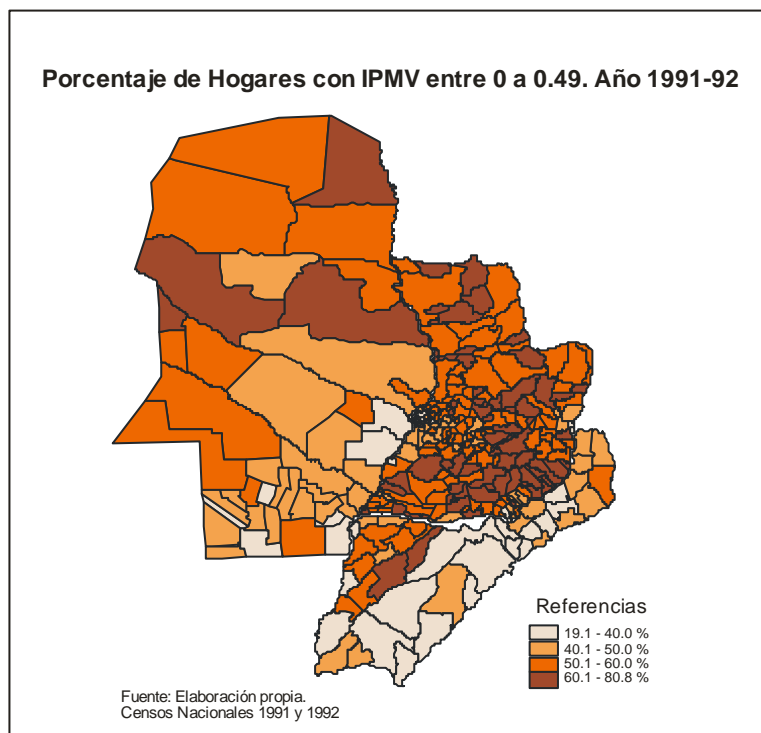 Porcentaje de Hogares con IPMV entre 0 a 0.49. Año 1991-92
Referencias
19.1 - 40.0 %
40.1 - 50.0 %
50.1 - 60.0 %
60.1 - 80.8 %
Fuente: Elaboración propia.
Censos Nacionales 1991 y 1992